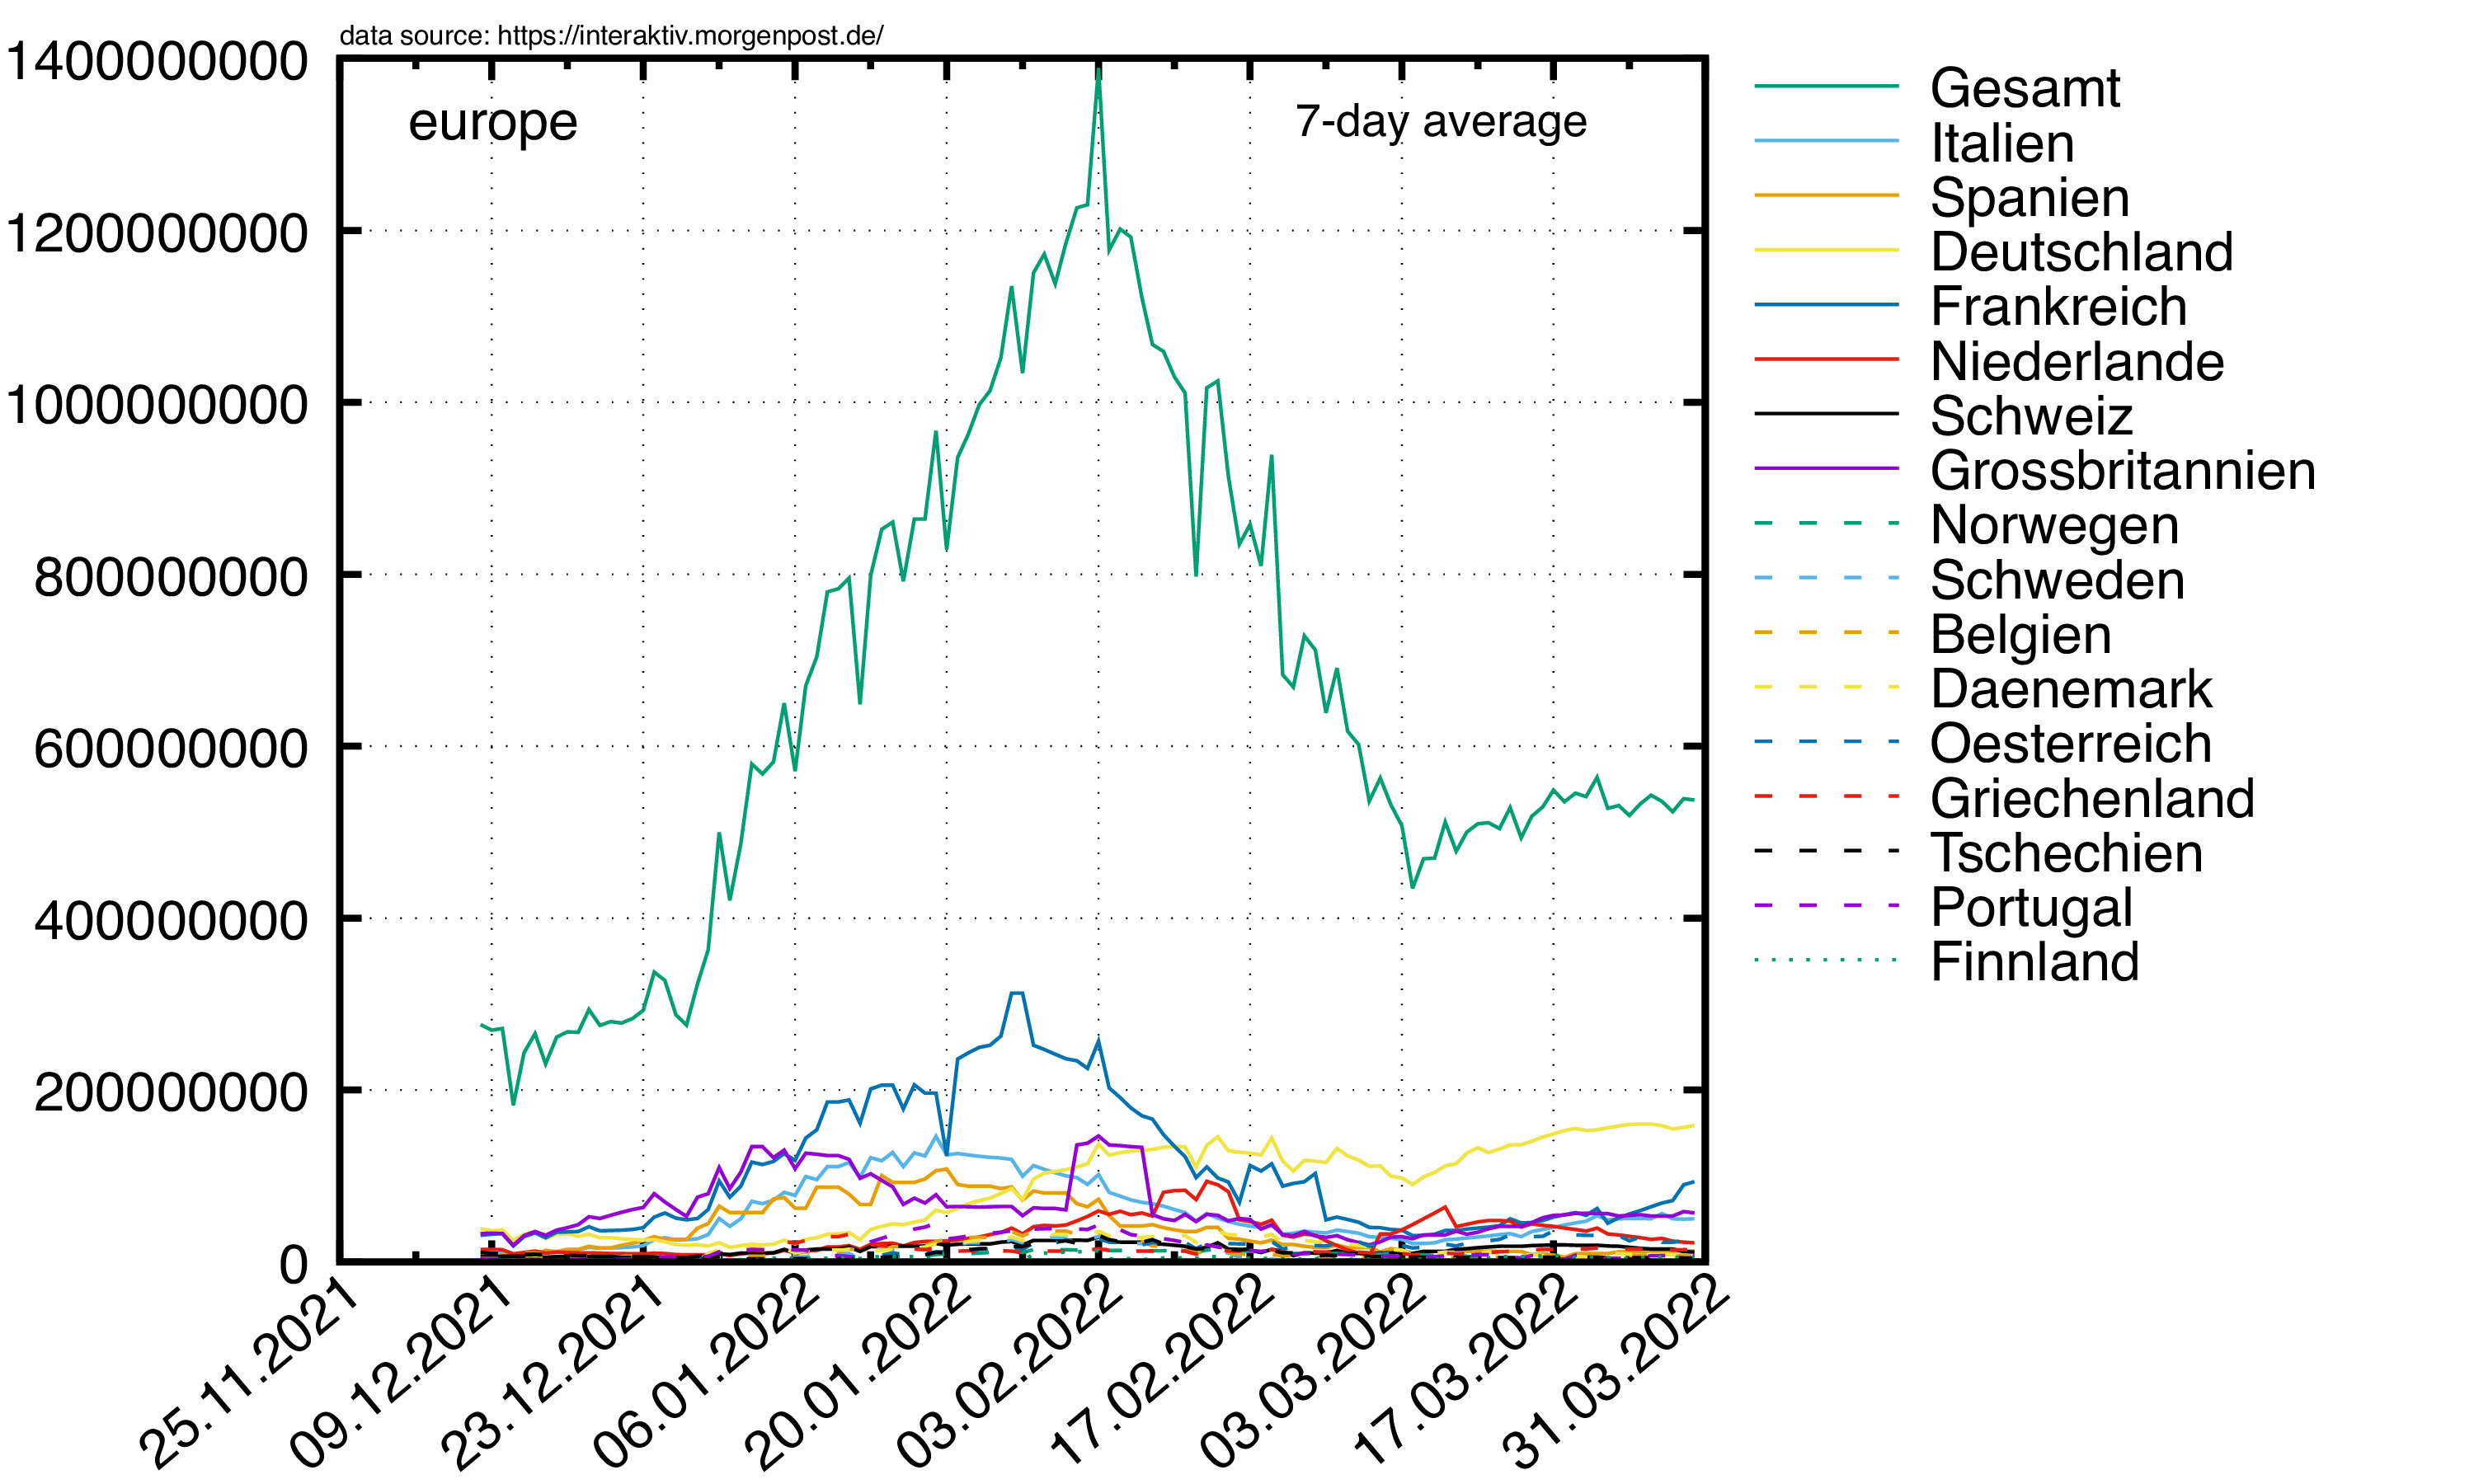 data source: https://interaktiv.morgenpost.de/
europe
7-day average
1400000000
1200000000
1000000000
800000000
600000000
400000000
200000000
0
25.11.2021
09.12.2021
23.12.2021
06.01.2022
20.01.2022
03.02.2022
17.02.2022
03.03.2022
17.03.2022
31.03.2022
Gesamt
Italien
Spanien
Deutschland
Frankreich
Niederlande
Schweiz
Grossbritannien
Norwegen
Schweden
Belgien
Daenemark
Oesterreich
Griechenland
Tschechien
Portugal
Finnland